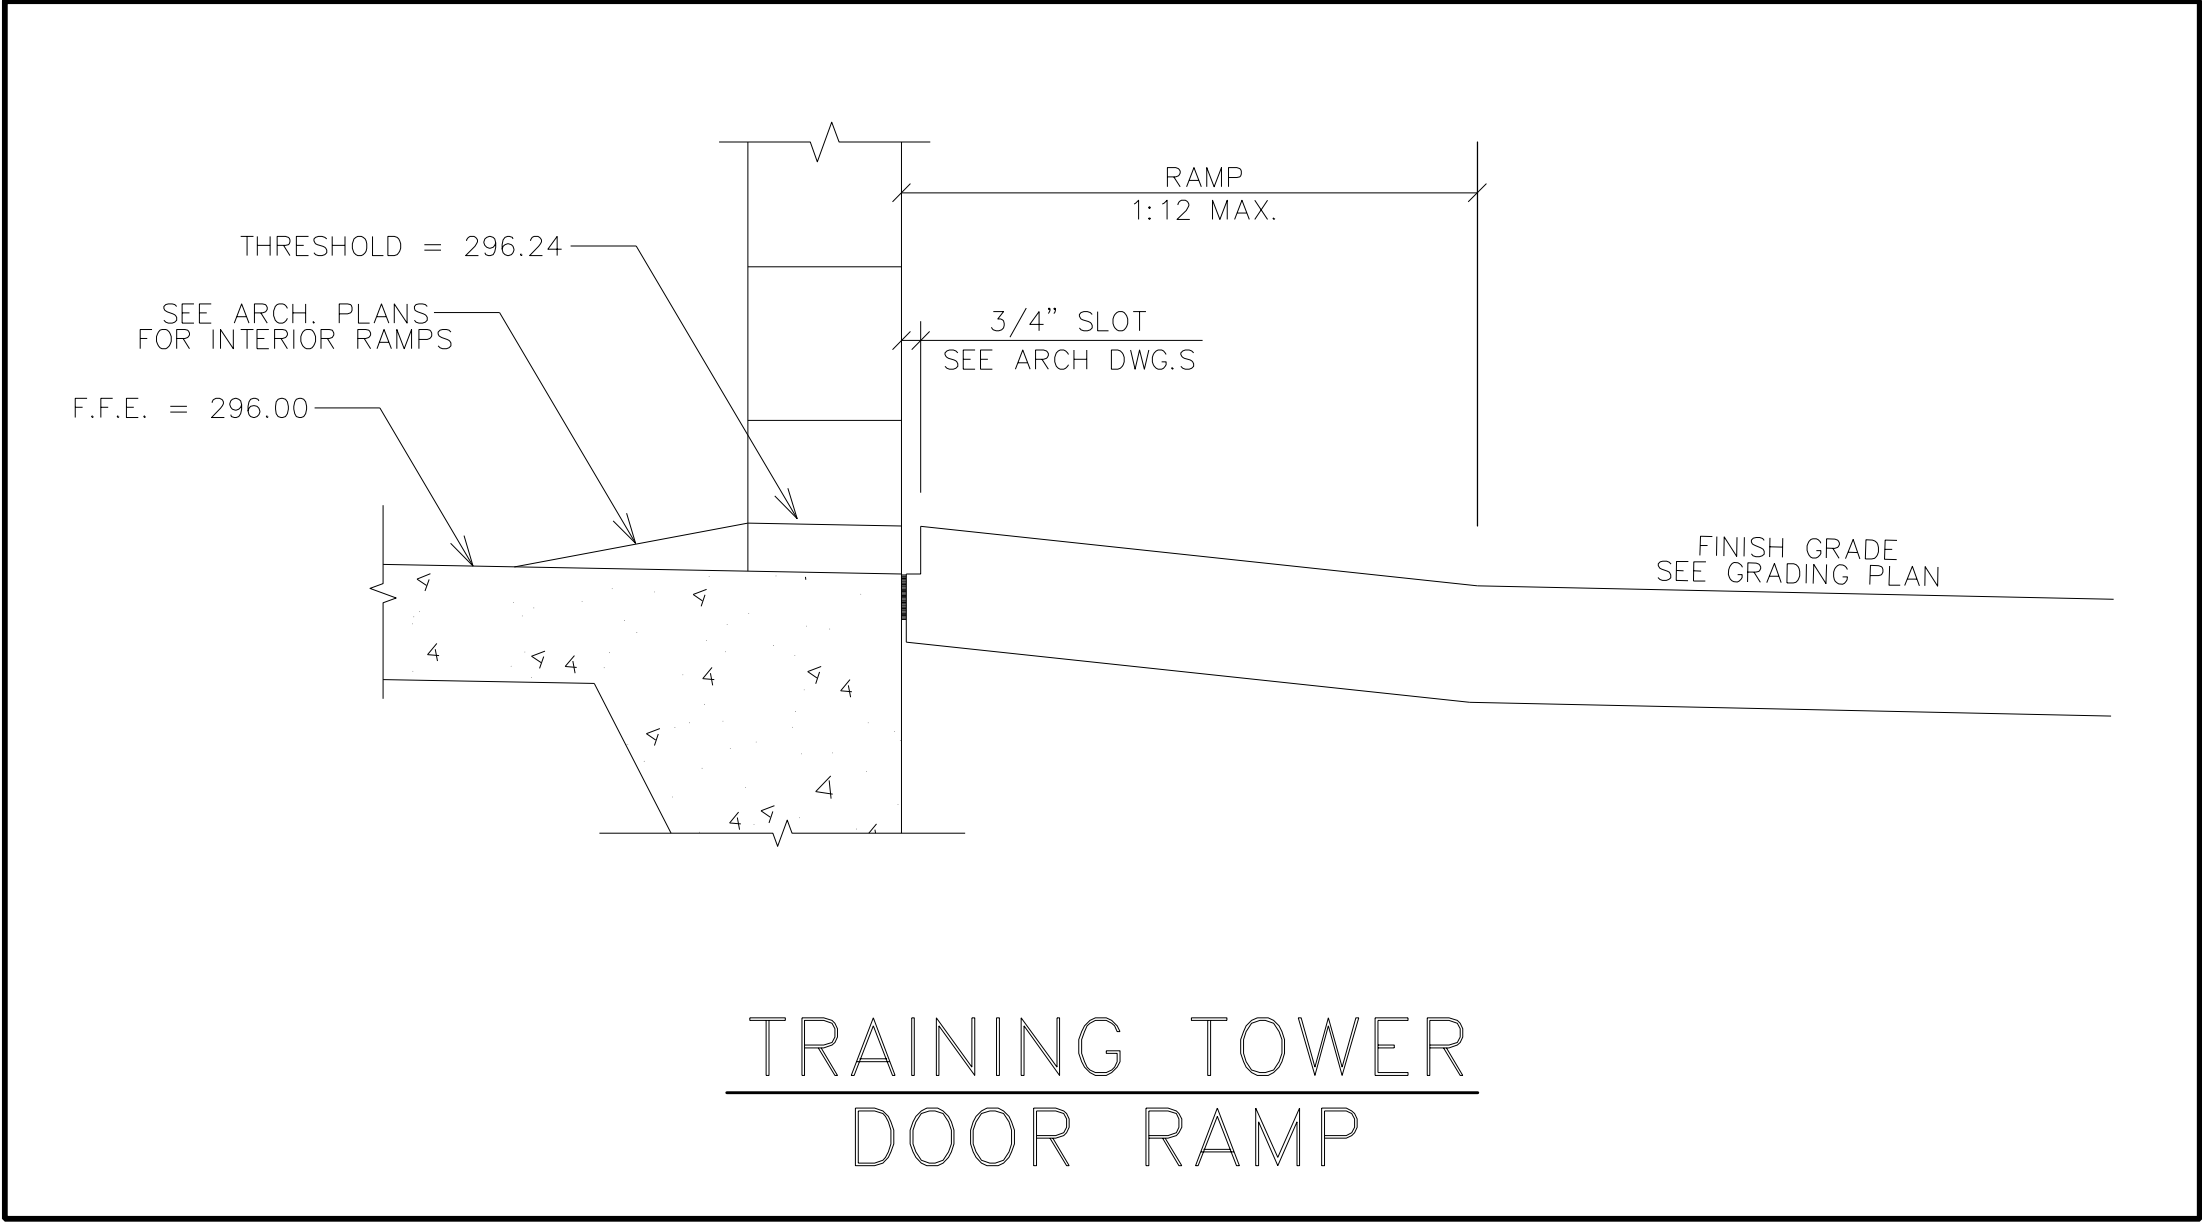 RAMP
1:12 MAX.
THRESHOLD = 296.24
SEE ARCH. PLANS
FOR INTERIOR RAMPS
3/4” SLOT
SEE ARCH DWG.S
F.F.E. = 296.00
FINISH GRADE
SEE GRADING PLAN
TRAINING TOWER
DOOR RAMP